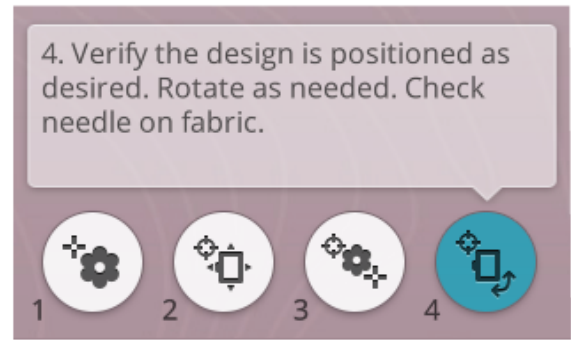 4. Verify the design is positioned as
desired. Rotate as needed. Check
needle on fabric.
1 2 3 4